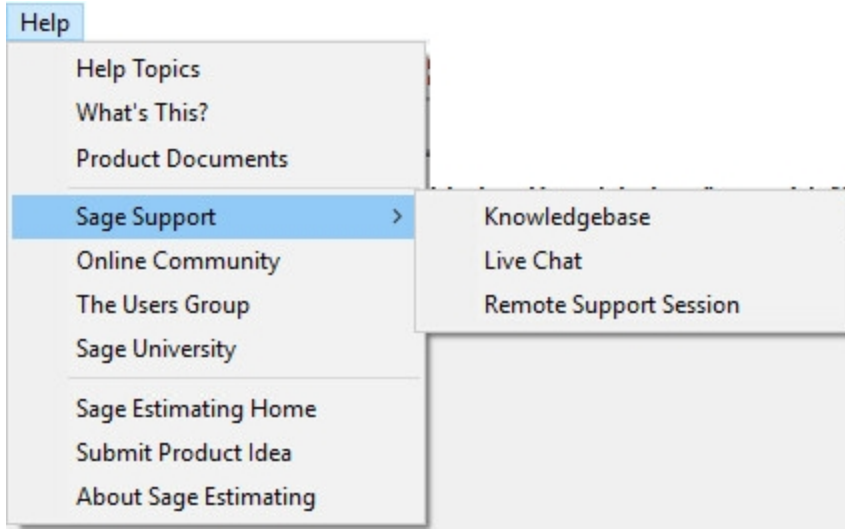 Help
Help Topics
What's This?
Product Documents
Sage Support
Knowledgebase
Live Chat
Remote Support Session
Online Community
The Users Group
Sage University
Sage Estimating Home
Submit Product Idea
About Sage Estimating